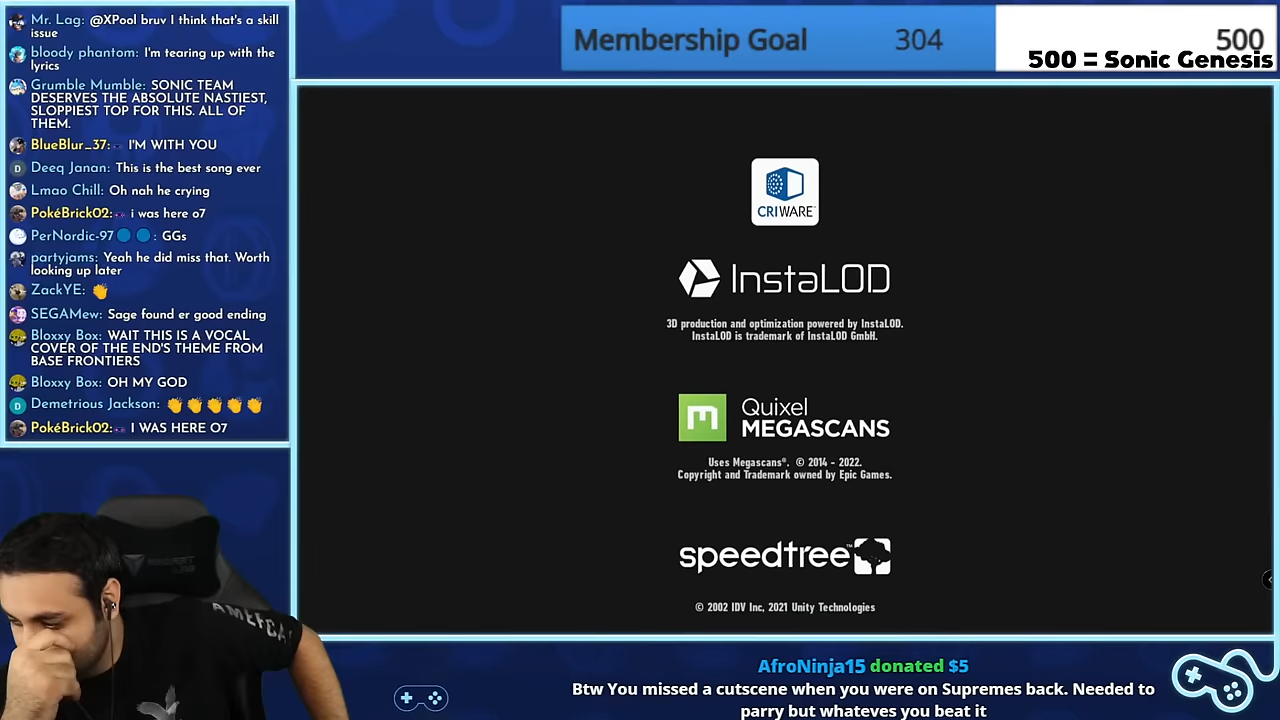 Mr. Lag: @XPool bruv I think that's a skill
issue
bloody phantom: I'm tearing up with the
lyrics
Grumble Mumble: SONIC TEAM
DESERVES THE ABSOLUTE NASTIEST,
SLOPPIEST TOP FOR THIS. ALL OF
THEM.
BlueBlur_37: I'M WITH YOU
D Deeq Janan: This is the best song ever
Lmao Chill: Oh nah he crying
PokéBrick02: i was here o7
PerNordic-97🔵🔵: GGs
partyjams: Yeah he did miss that. Worth
looking up later
ZackYE: 👏
SEGAMew: Sage found er good ending
Bloxxy Box: WAIT THIS IS A VOCAL
COVER OF THE END'S THEME FROM
BASE FRONTIERS
Bloxxy Box: OH MY GOD
D Demetrious Jackson: 👏👏👏👏👏
PokéBrick02: I WAS HERE O7
Membership Goal 304 500
500 = Sonic Genesis
CRIWARE™
InstaLOD
3D production and optimization powered by InstaLOD.
InstaLOD is trademark of InstaLOD GmbH.
Quixel
MEGASCANS
Uses Megascans®. © 2014 - 2022.
Copyright and Trademark owned by Epic Games.
speedtree™
© 2002 IDV Inc, 2021 Unity Technologies
AfroNinja15 donated $5
Btw You missed a cutscene when you were on Supremes back. Needed to
parry but whateves you beat it